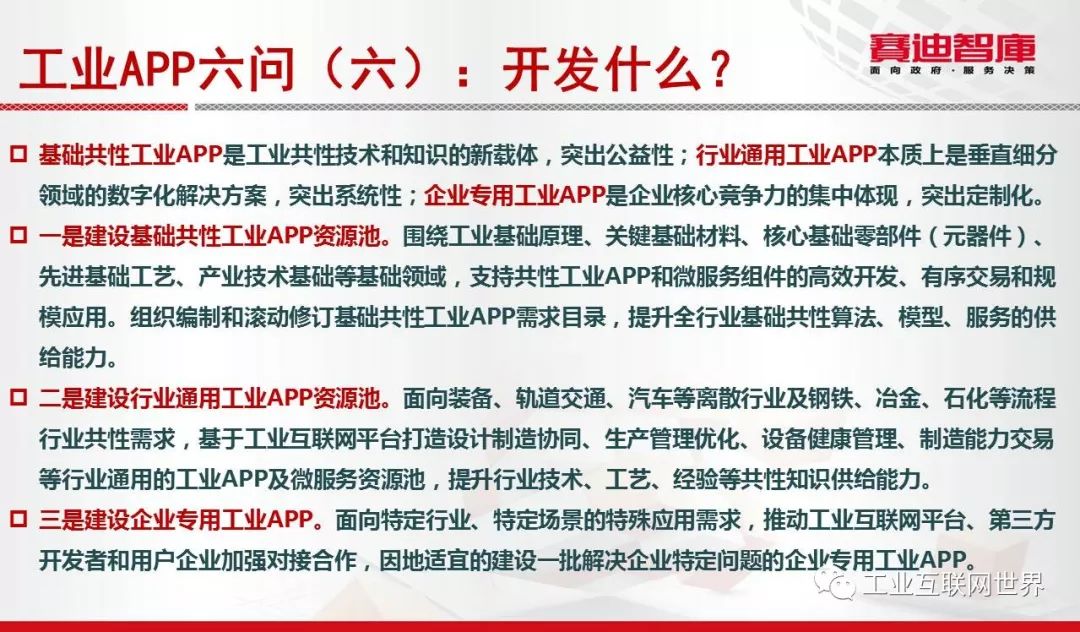 工业APP六问（六）：开发什么？
賽迪智庫
面向政府·服务决策
基础共性工业APP是工业共性技术和知识的新载体，突出公益性；行业通用工业APP本质上是垂直细分
领域的数字化解决方案，突出系统性；企业专用工业APP是企业核心竞争力的集中体现，突出定制化。
一是建设基础共性工业APP资源池。围绕工业基础原理、关键基础材料、核心基础零部件（元器件）、
先进基础工艺、产业技术基础等基础领域，支持共性工业APP和微服务组件的高效开发、有序交易和规
模应用。组织编制和滚动修订基础共性工业APP需求目录，提升全行业基础共性算法、模型、服务的供
给能力。
二是建设行业通用工业APP资源池。面向装备、轨道交通、汽车等离散行业及钢铁、冶金、石化等流程
行业共性需求，基于工业互联网平台打造设计制造协同、生产管理优化、设备健康管理、制造能力交易
等行业通用的工业APP及微服务资源池，提升行业技术、工艺、经验等共性知识供给能力。
三是建设企业专用工业APP。面向特定行业、特定场景的特殊应用需求，推动工业互联网平台、第三方
开发者和用户企业加强对接合作，因地适宜的建设一批解决企业特定问题的企业专用工业APP。
工业互联网世界